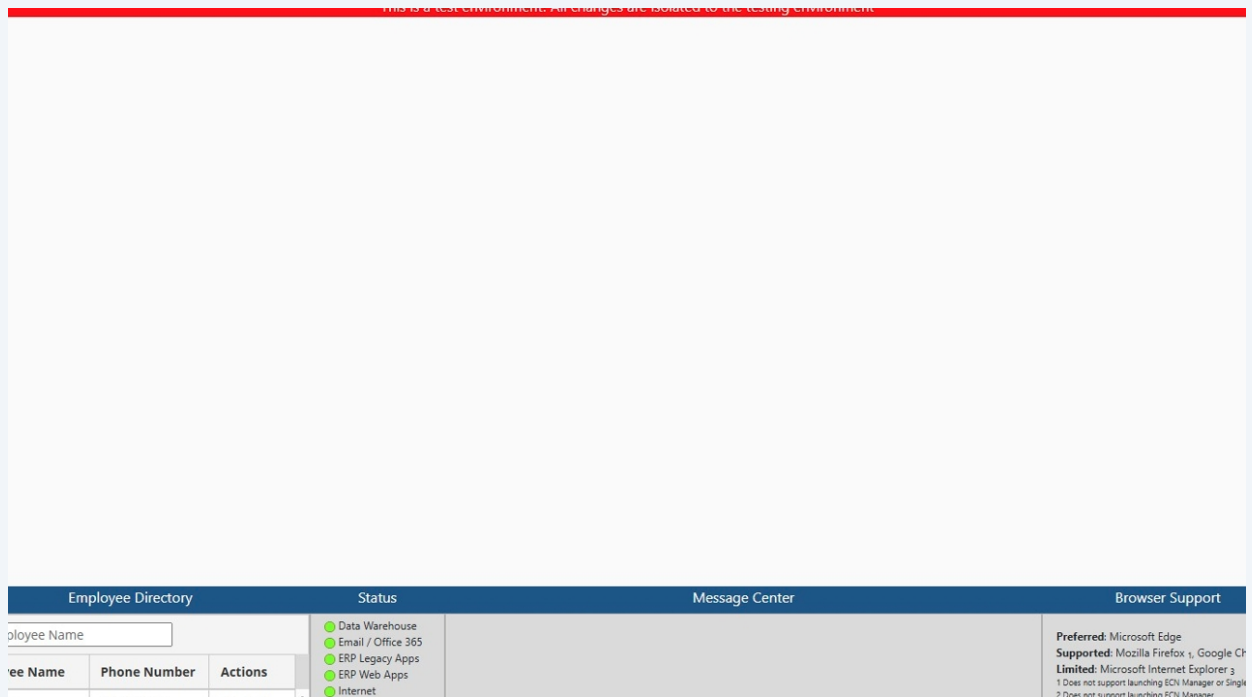 This is a test environment. All changes are isolated to the testing environment
Employee Directory
Status
Message Center
Browser Support
ployee Name
ee Name
Phone Number
Actions
Data Warehouse
Email / Office 365
ERP Legacy Apps
ERP Web Apps
Internet
Preferred: Microsoft Edge
Supported: Mozilla Firefox 1, Google Ch
Limited: Microsoft Internet Explorer 3
1 Does not support launching ECN Manager or Single
2 Does not support launching ECN Manager